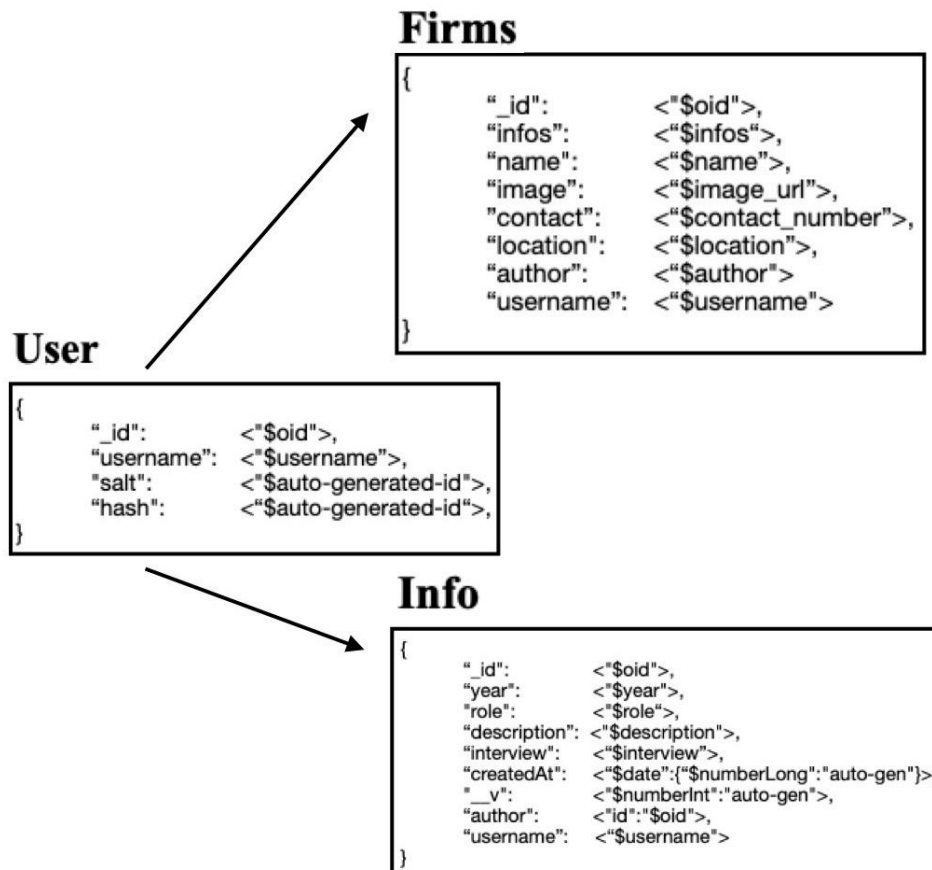 Firms
{
“_id": <"$oid">,
“infos”: <“$infos“>,
“name": <“$name”>,
“image”: <“$image_url”>,
”contact”: <“$contact_number”>,
”location": <“$location”>,
“author”: <“$author">
“username”: <“$username">
}
User
{
“_id": <"$oid">,
“username”: <“$username”>,
"salt": <"$auto-generated-id">,
“hash": <“$auto-generated-id“>,
}
Info
{
“_id": <"$oid">,
“year": <"$year">,
"role": <"$role“>,
“description”: <"$description">,
“interview": <“$interview”>,
“createdAt": <“$date”:{“$numberLong":"auto-gen"}>
"__v": <"$numberInt":"auto-gen">,
“author": <"id":"$oid">,
“username”: <“$username">
}